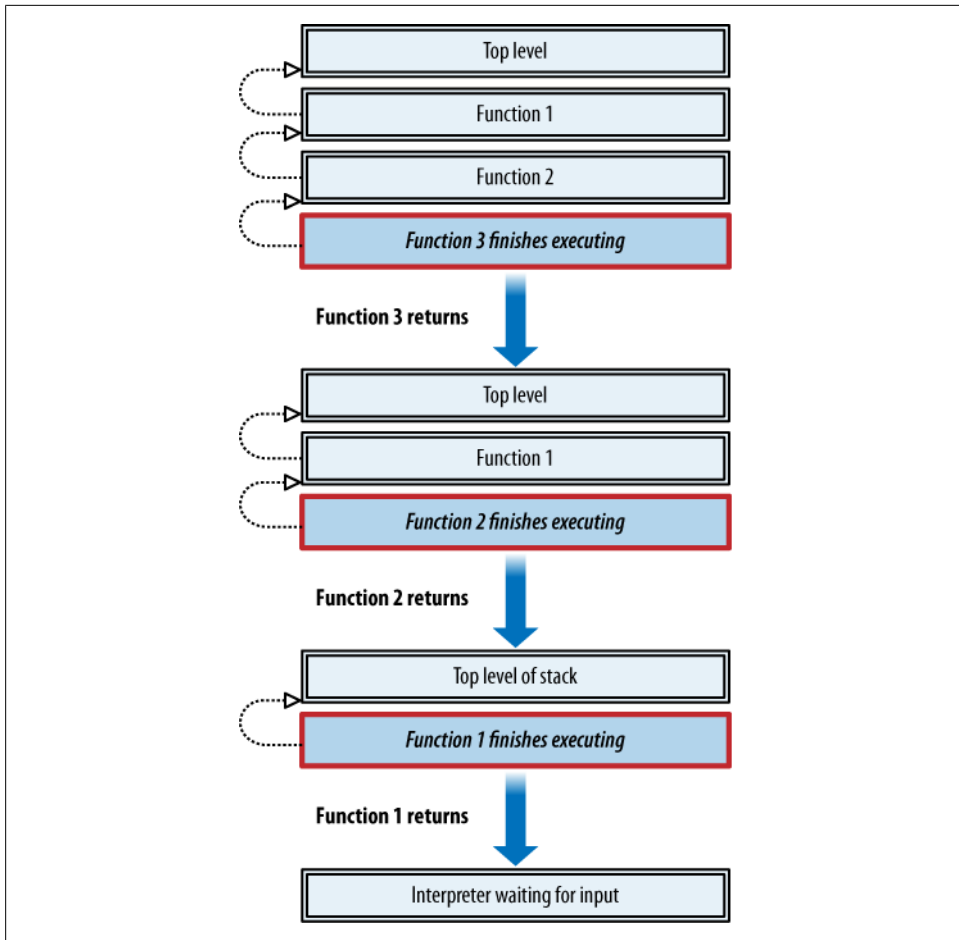 Top level
Function 1
Function 2
Function 3 finishes executing
Function 3 returns
Top level
Function 1
Function 2 finishes executing
Function 2 returns
Top level of stack
Function 1 finishes executing
Function 1 returns
Interpreter waiting for input